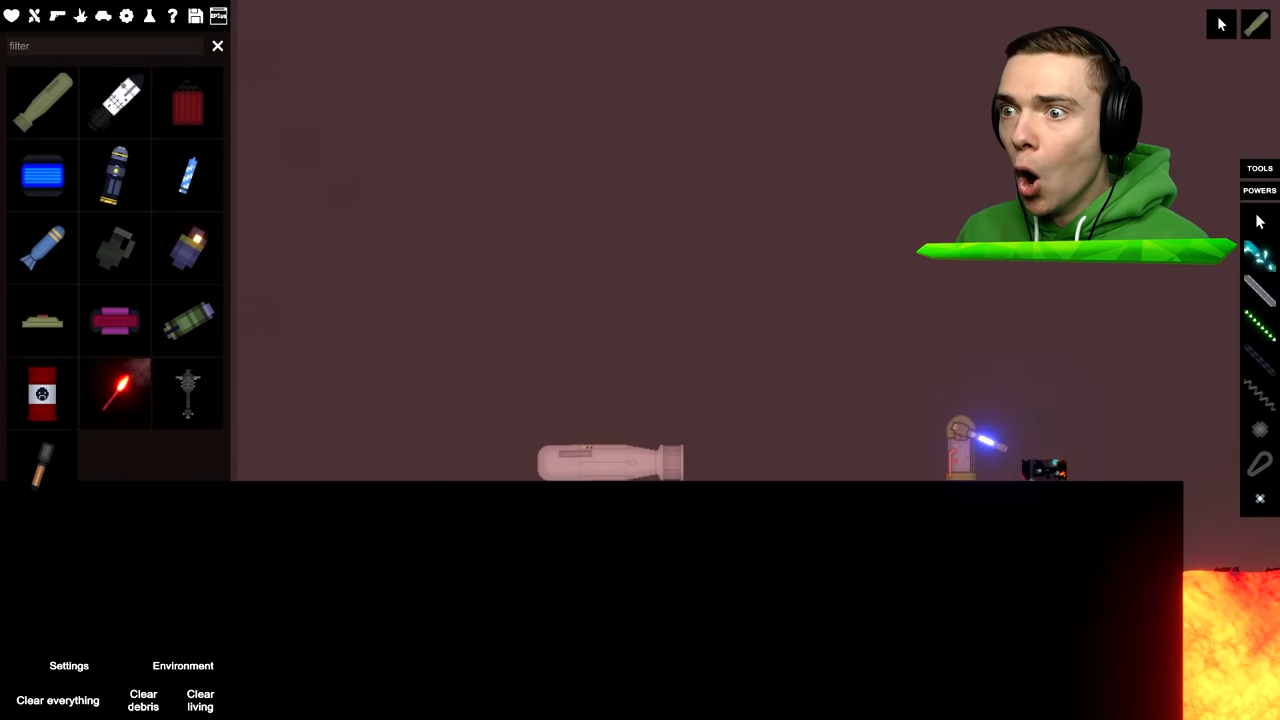 filter
TOOLS
POWERS
Settings
Environment
Clear everything
Clear
debris
Clear
living